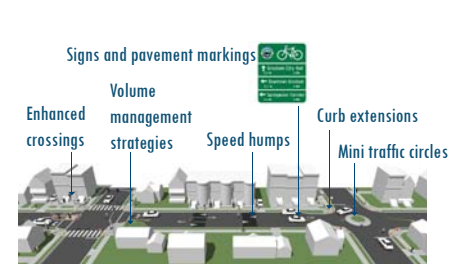 Signs and pavement markings
Volume
management
strategies
Enhanced
crossings
Speed humps
Curb extensions
Mini traffic circles